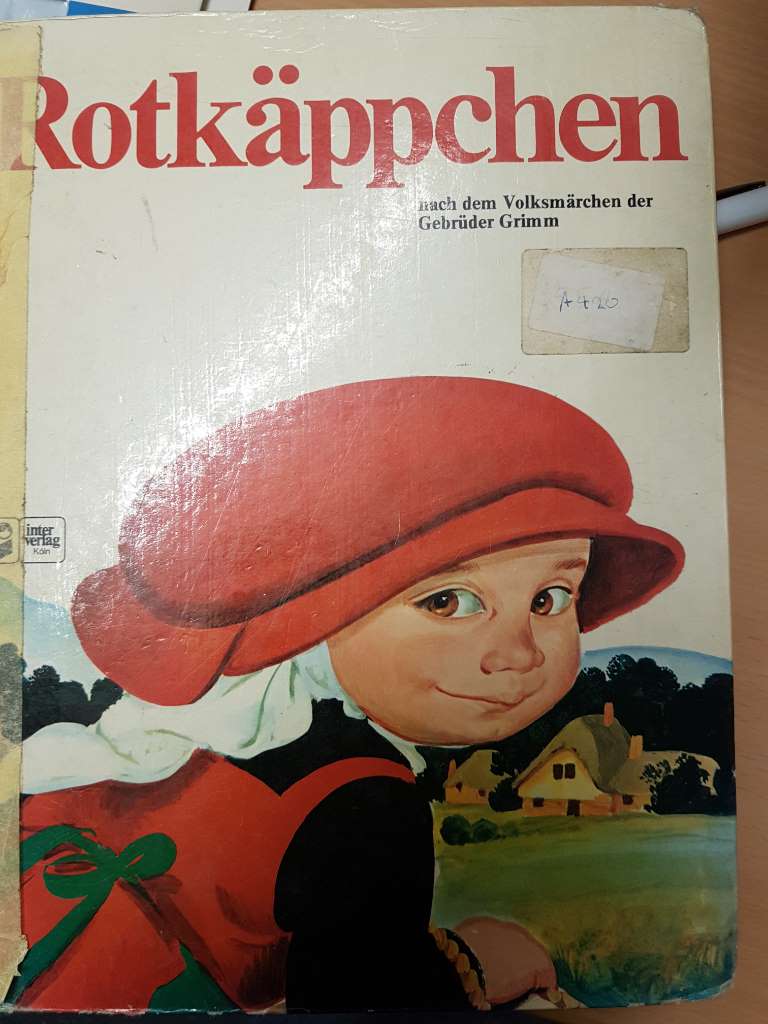 Rotkäppchen
nach dem Volksmärchen der
Gebrüder Grimm
A 420
inter
verlag
Köln